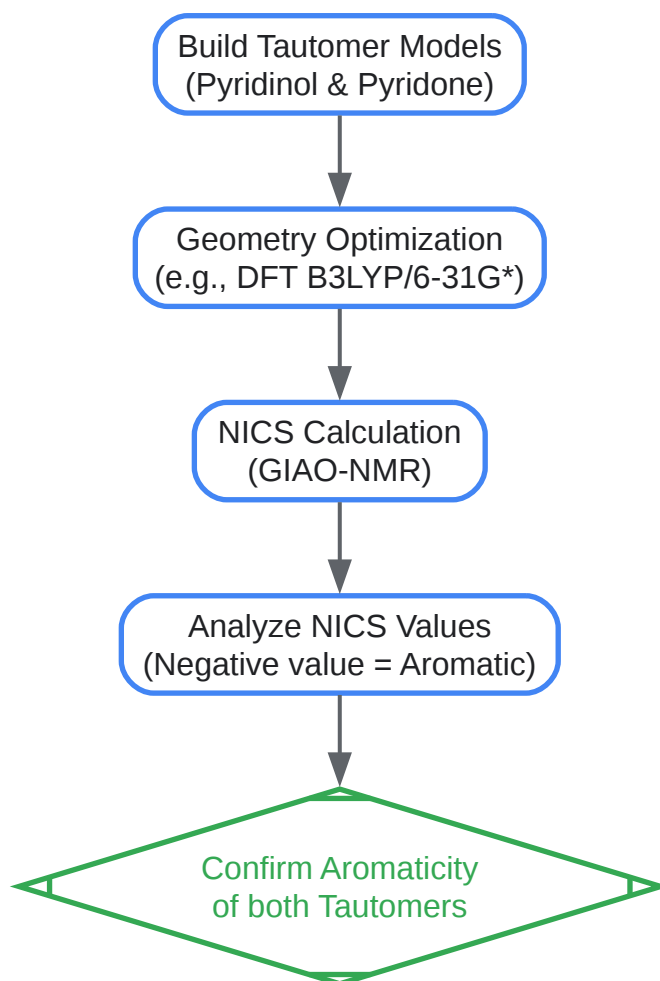 Build Tautomer Models
(Pyridinol & Pyridone)
Geometry Optimization
(e.g., DFT B3LYP/6-31G*)
NICS Calculation
(GIAO-NMR)
Analyze NICS Values
(Negative value = Aromatic)
Confirm Aromaticity
of both Tautomers